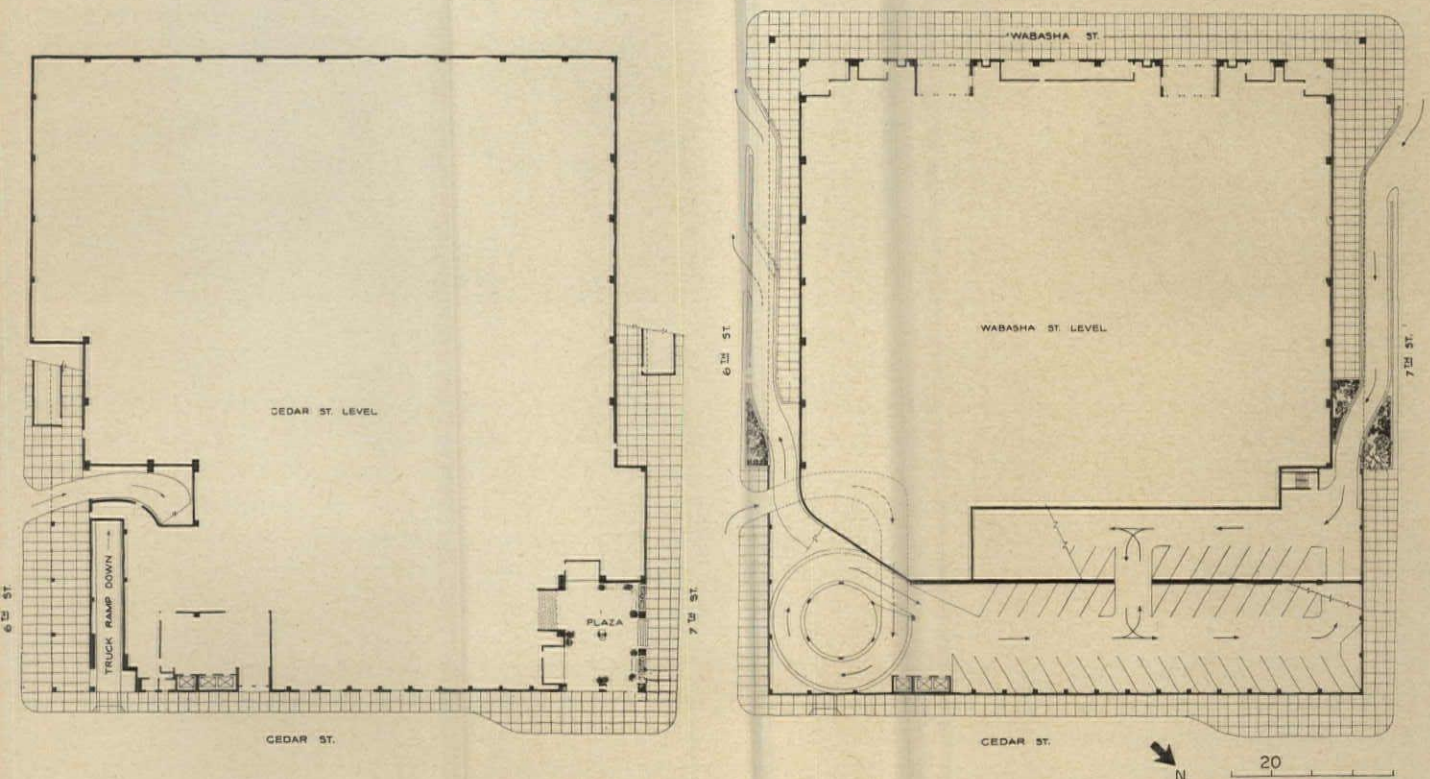 CEDAR ST. LEVEL
6TH ST.
TRUCK RAMP DOWN
PLAZA
7TH ST.
CEDAR ST.
WABASHA ST.
6TH ST.
WABASHA ST. LEVEL
7TH ST.
CEDAR ST.
N
20